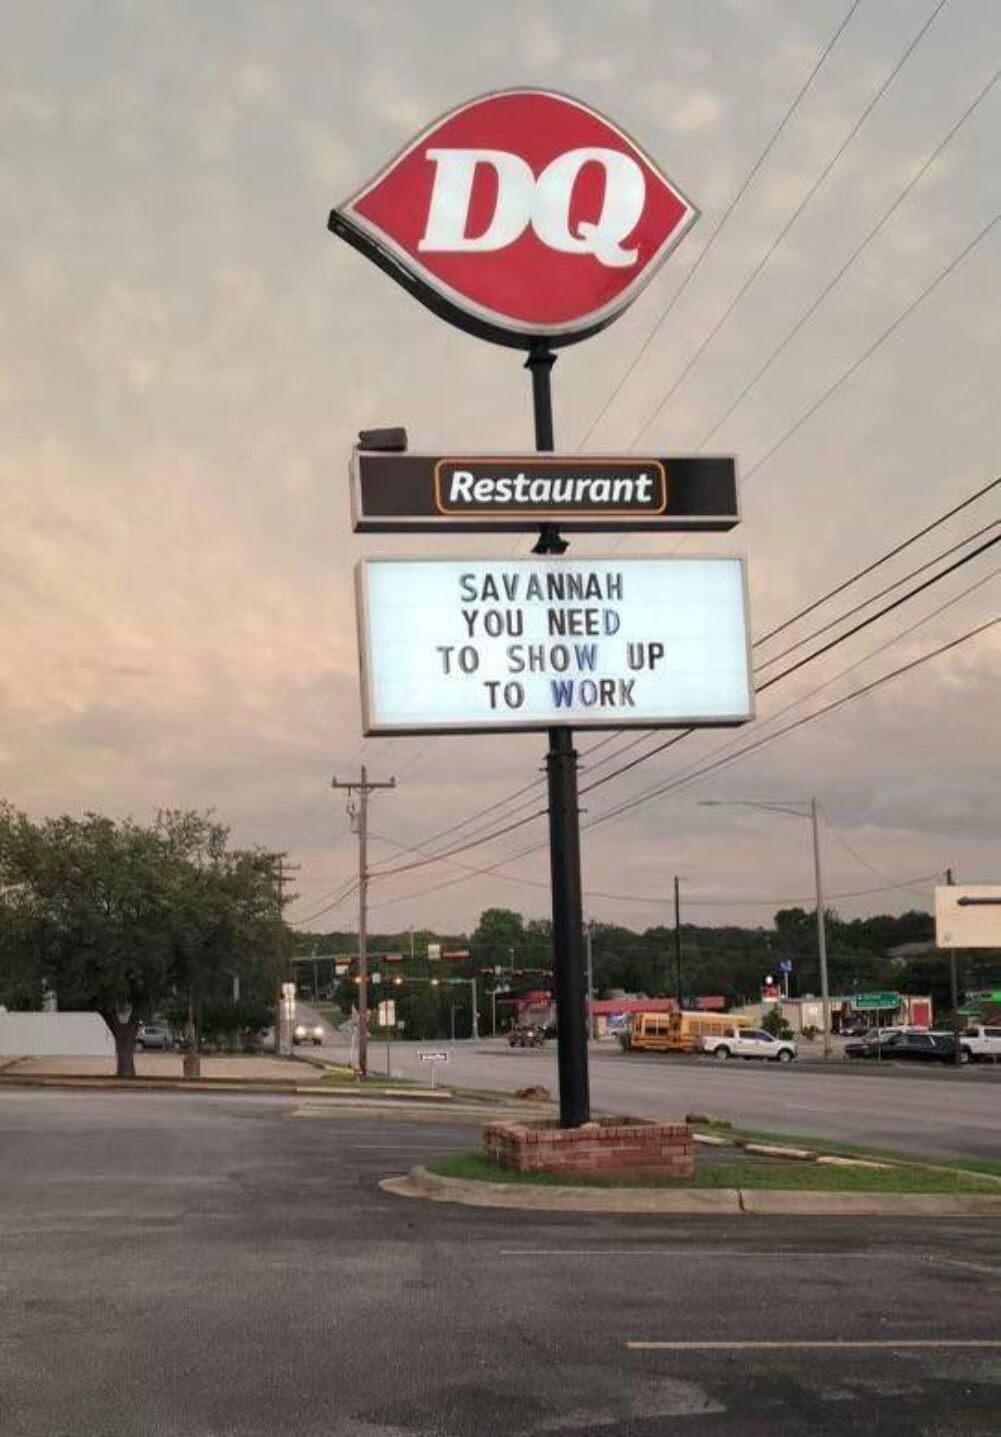 DQ
Restaurant
SAVANNAH
YOU NEED
TO SHOW UP
TO WORK